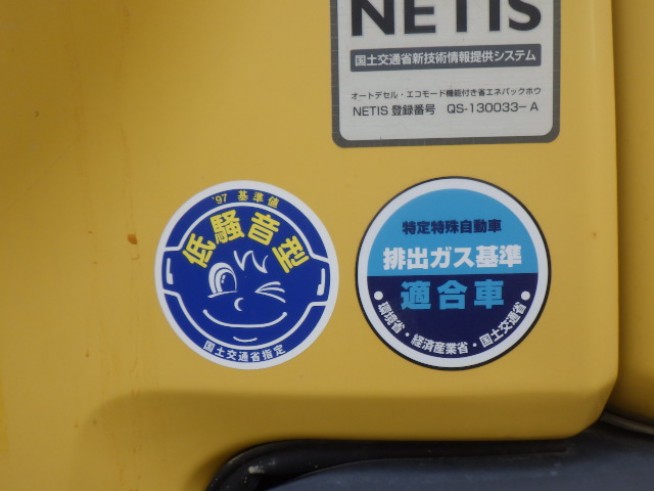 NETIS
国土交通省新技術情報提供システム
オートデセル・エコモード機能付き省エネバックホウ
NETIS 登録番号 QS-130033-A
'97 基準値
低騒音型
国土交通省指定
特定特殊自動車
排出ガス基準
適合車
・環境省・経済産業省・国土交通省・